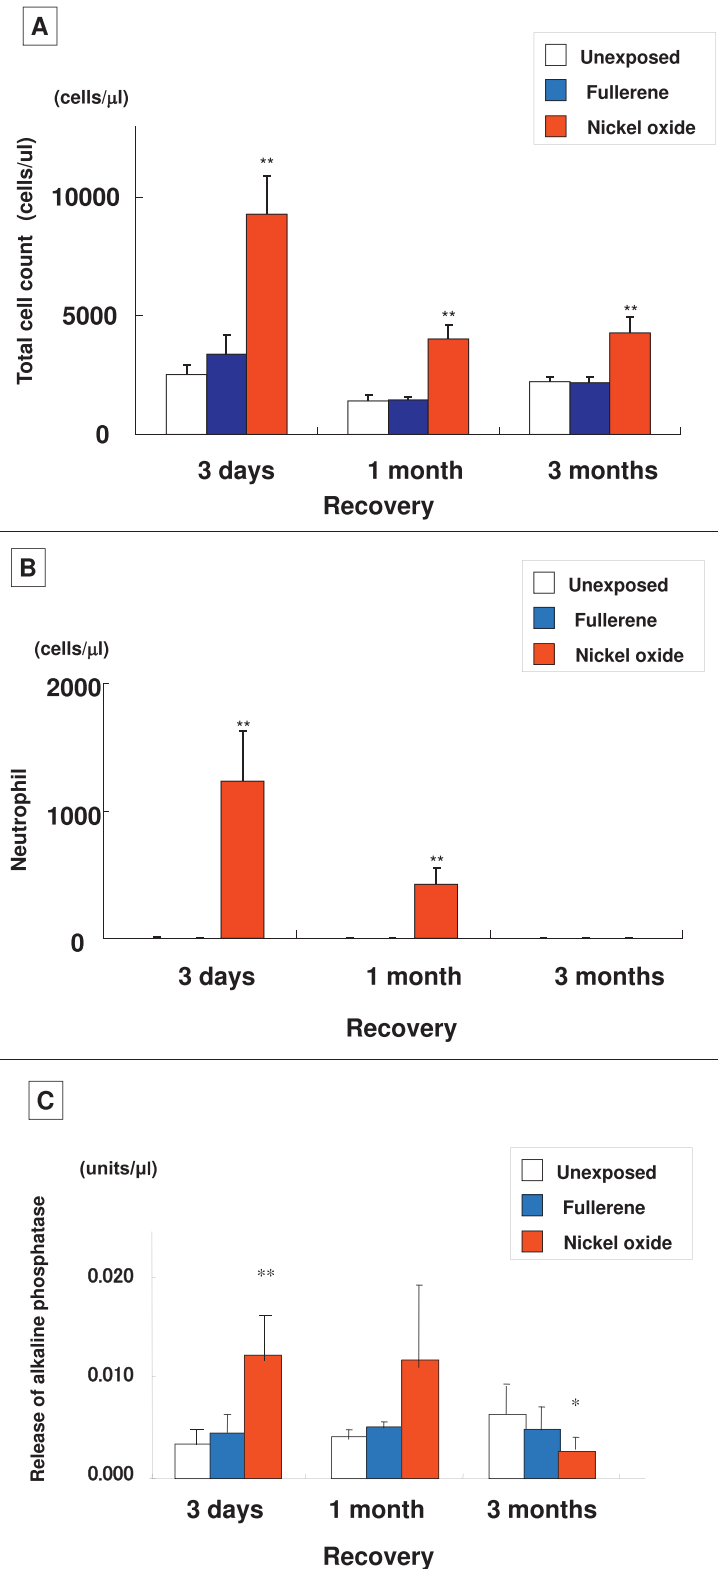 A
Unexposed
Fullerene
Nickel oxide
(cells/μl)
Total cell count (cells/ul)
10000
5000
0
**
**
**
3 days
1 month
3 months
Recovery
B
Unexposed
Fullerene
Nickel oxide
(cells/μl)
Neutrophil
2000
1000
0
**
**
3 days
1 month
3 months
Recovery
C
Unexposed
Fullerene
Nickel oxide
(units/μl)
Release of alkaline phosphatase
0.020
0.010
0.000
**
*
3 days
1 month
3 months
Recovery